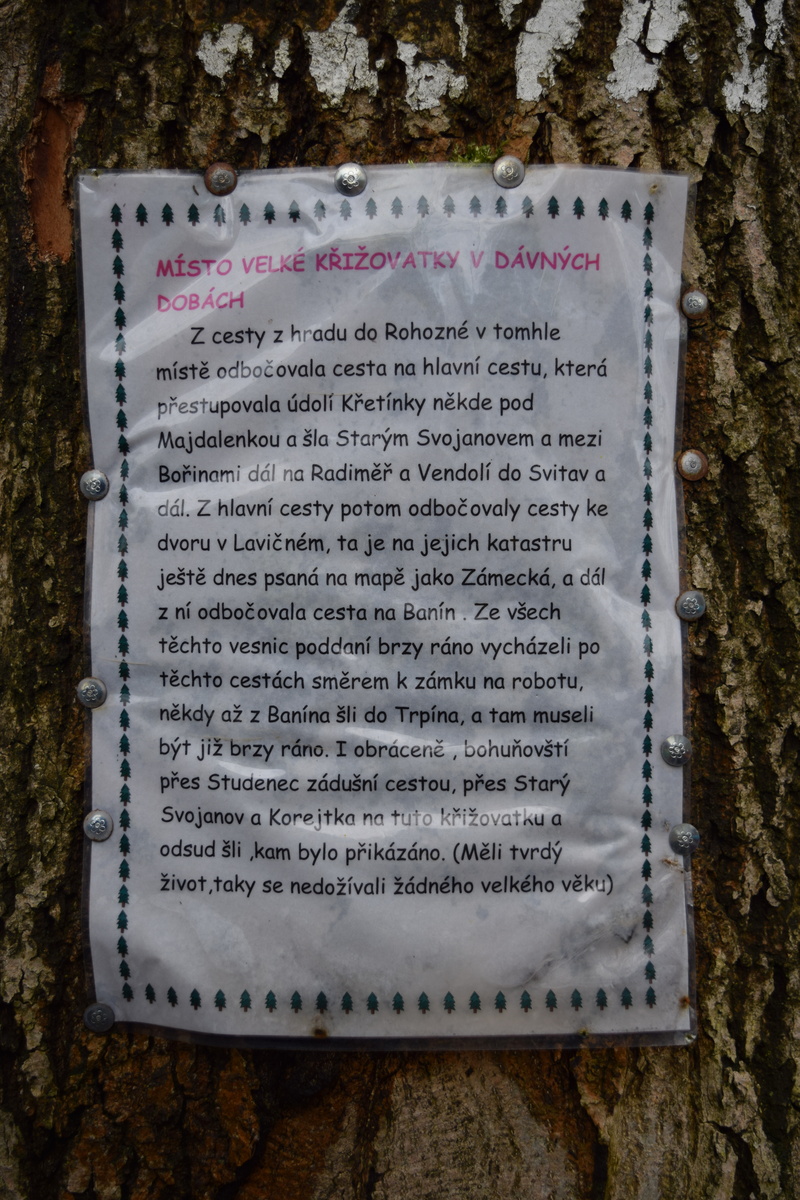 MÍSTO VELKÉ KŘIŽOVATKY V DÁVNÝCH
DOBÁCH
Z cesty z hradu do Rohozné v tomhle
místě odbočovala cesta na hlavní cestu, která
přestupovala údolí Křetínky někde pod
Majdalenkou a šla Starým Svojanovem a mezi
Bořinami dál na Radiměř a Vendolí do Svitav a
dál. Z hlavní cesty potom odbočovaly cesty ke
dvoru v Lavičném, ta je na jejich katastru
ještě dnes psaná na mapě jako Zámecká, a dál
z ní odbočovala cesta na Banín . Ze všech
těchto vesnic poddaní brzy ráno vycházeli po
těchto cestách směrem k zámku na robotu,
někdy až z Banína šli do Trpína, a tam museli
být již brzy ráno. I obráceně , bohuňovští
přes Studenec zádušní cestou, přes Starý
Svojanov a Korejtka na tuto křižovatku a
odsud šli ,kam bylo přikázáno. (Měli tvrdý
život,taky se nedožívali žádného velkého věku)